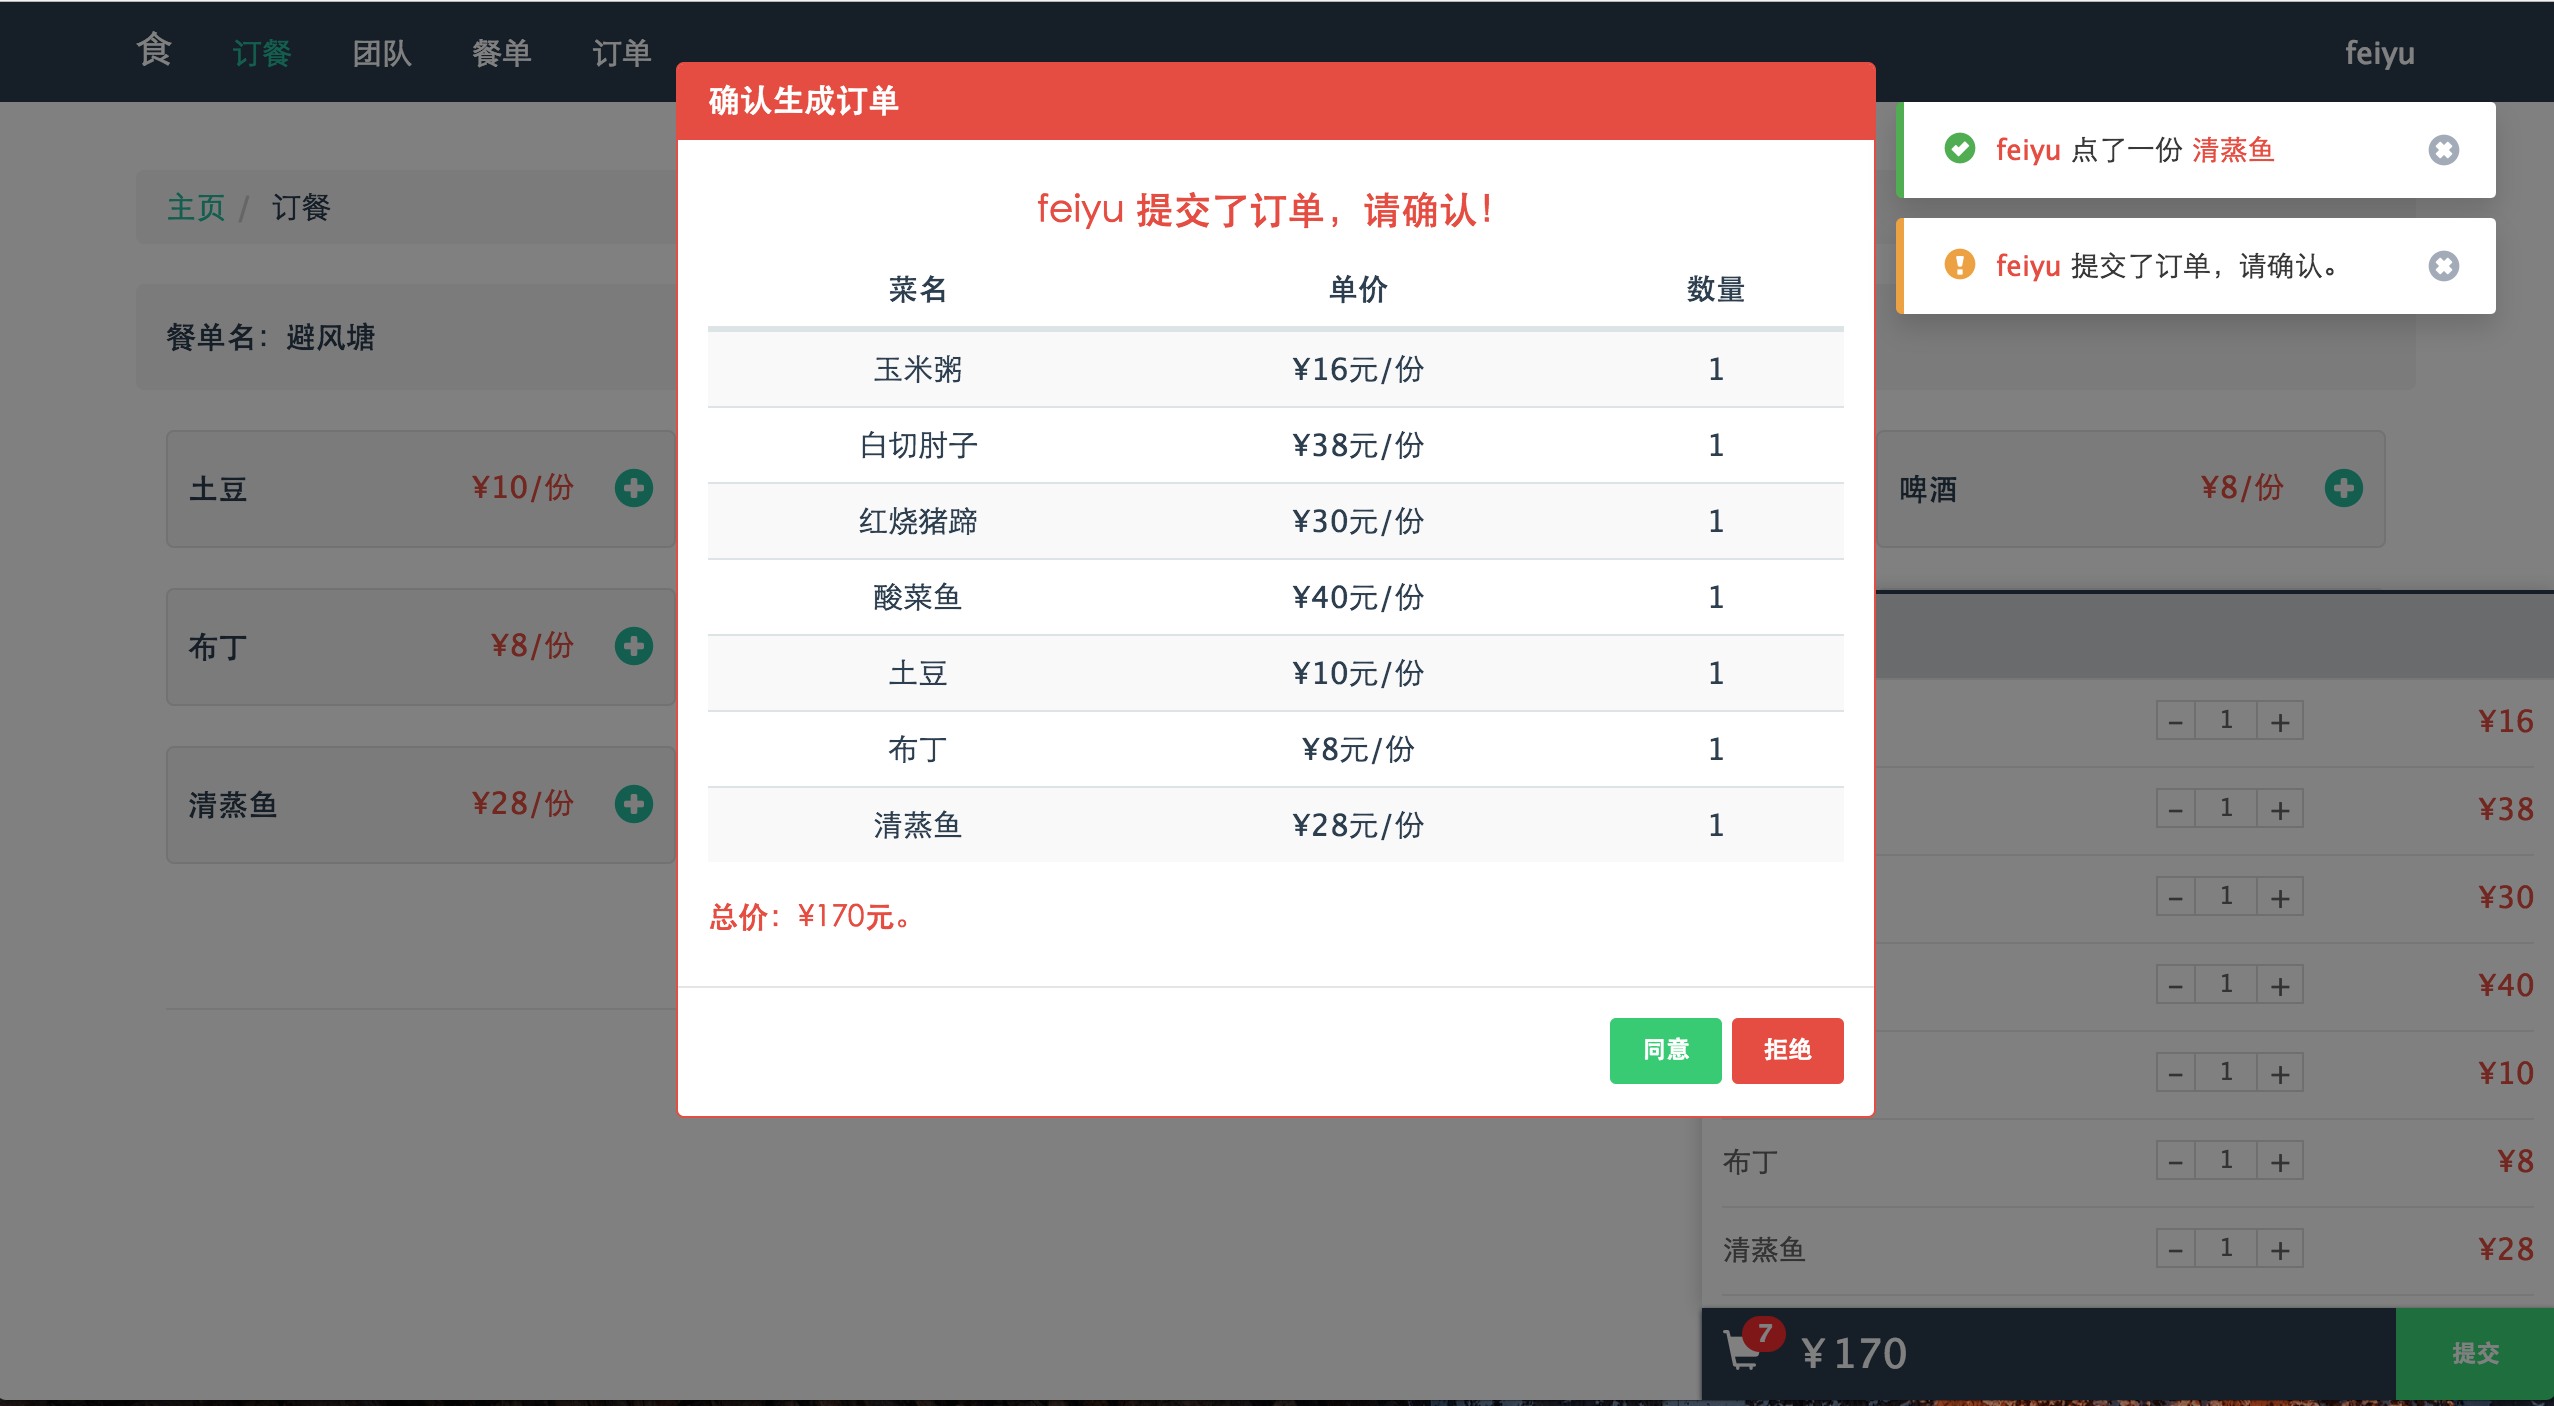 食 订餐 团队 餐单 订单 feiyu
确认生成订单
feiyu 提交了订单，请确认！
菜名 单价 数量
玉米粥 ¥16元/份 1
白切肘子 ¥38元/份 1
红烧猪蹄 ¥30元/份 1
酸菜鱼 ¥40元/份 1
土豆 ¥10元/份 1
布丁 ¥8元/份 1
清蒸鱼 ¥28元/份 1
总价：¥170元。
同意 拒绝
feiyu 点了一份 清蒸鱼
feiyu 提交了订单，请确认。
主页 / 订餐
餐单名：避风塘
土豆 ¥10/份
啤酒 ¥8/份
布丁 ¥8/份
清蒸鱼 ¥28/份
- 1 + ¥16
- 1 + ¥38
- 1 + ¥30
- 1 + ¥40
- 1 + ¥10
布丁 - 1 + ¥8
清蒸鱼 - 1 + ¥28
7 ¥170 提交